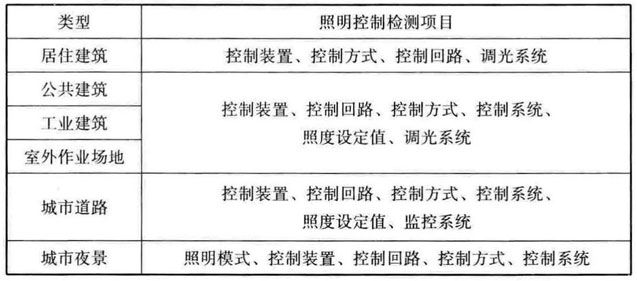 类型 照明控制检测项目
居住建筑 控制装置、控制方式、控制回路、调光系统
公共建筑
工业建筑
室外作业场地
控制装置、控制回路、控制方式、控制系统、
照度设定值、调光系统
城市道路
控制装置、控制回路、控制方式、控制系统、
照度设定值、监控系统
城市夜景 照明模式、控制装置、控制回路、控制方式、控制系统